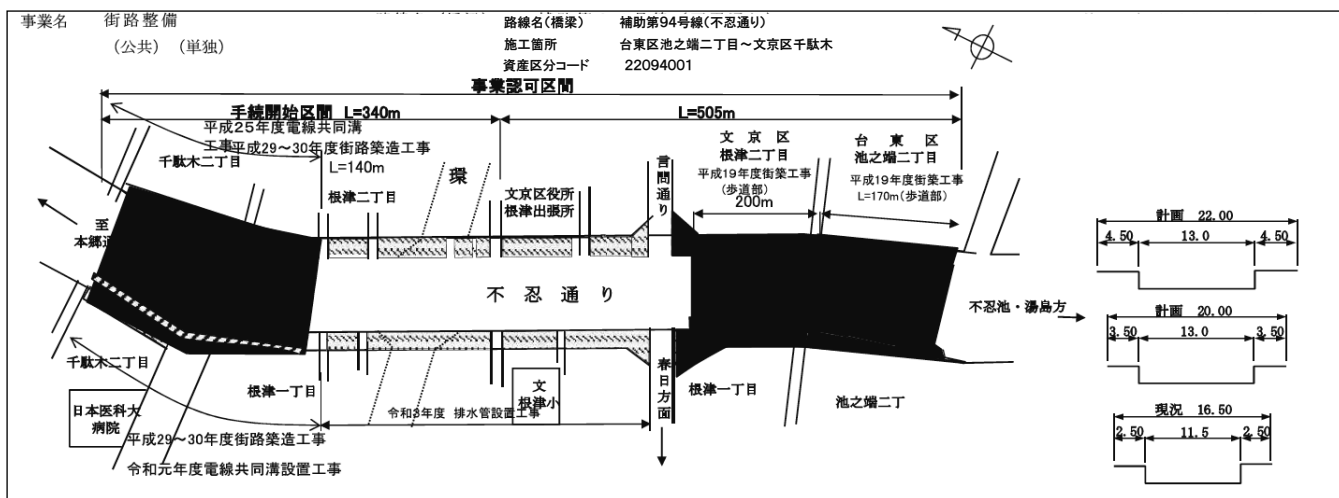 事業名 街路整備
(公共) (単独)
路線名(橋梁) 補助第94号線(不忍通り)
施工箇所 台東区池之端二丁目～文京区千駄木
資産区分コード 22094001
事業認可区間
手続開始区間 L=340m
L=505m
平成25年度電線共同溝
工事平成29～30年度街路築造工事
L=140m
千駄木二丁目
環
根津二丁目
文京区役所
根津出張所
言問通り
文京区
根津二丁目
平成19年度街築工事
(歩道部)
200m
台東区
池之端二丁目
平成19年度街築工事
L=170m(歩道部)
至
本郷通
不忍通り
不忍池・湯島方
千駄木二丁目
日本医科大
病院
根津一丁目
令和3年度 排水管設置工事
文
根津小
春日方面
根津一丁目
池之端二丁
平成29～30年度街路築造工事
令和元年度電線共同溝設置工事
計画 22.00
4.50 13.0 4.50
計画 20.00
3.50 13.0 3.50
現況 16.50
2.50 11.5 2.50